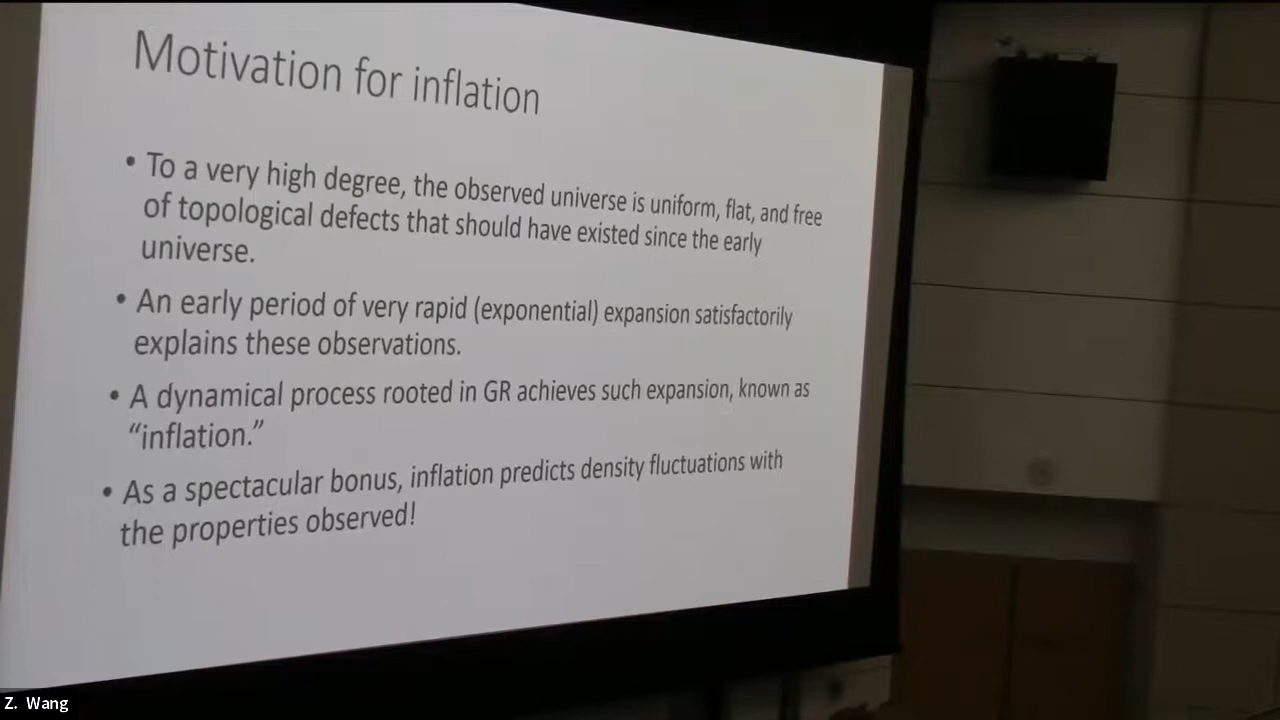 Motivation for inflation
• To a very high degree, the observed universe is uniform, flat, and free
of topological defects that should have existed since the early
universe.
• An early period of very rapid (exponential) expansion satisfactorily
explains these observations.
• A dynamical process rooted in GR achieves such expansion, known as
“inflation.”
• As a spectacular bonus, inflation predicts density fluctuations with
the properties observed!
Z. Wang